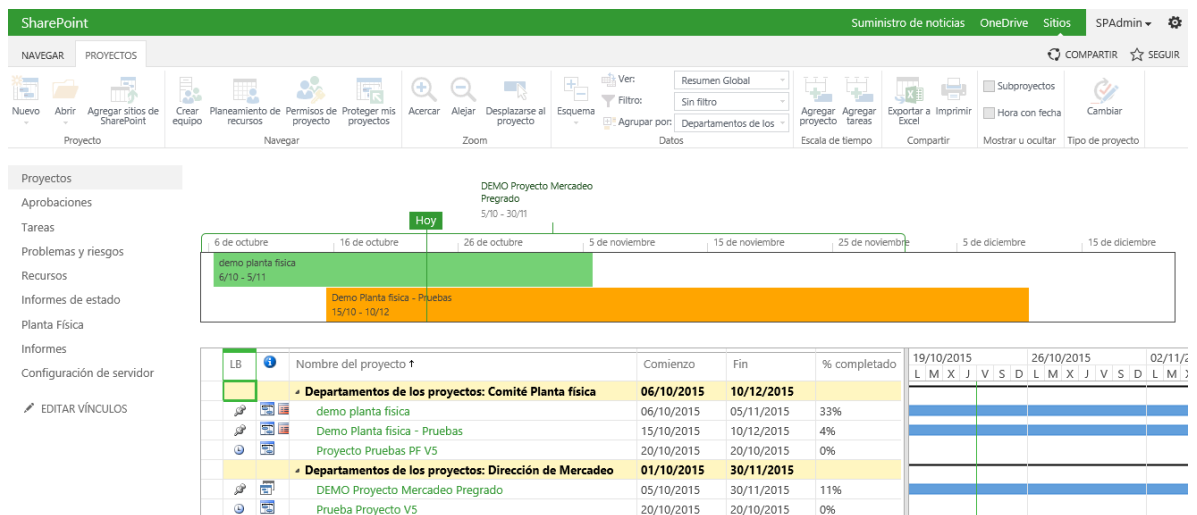 SharePoint
Suministro de noticias OneDrive Sitios SPAdmin
NAVEGAR PROYECTOS
COMPARTIR SEGUIR
Nuevo
Abrir
Agregar sitios de
SharePoint
Proyecto
Crear
equipo
Planeamiento de
recursos
Permisos de
proyecto
Proteger mis
proyectos
Navegar
Acercar
Alejar
Desplazarse al
proyecto
Zoom
Esquema
Ver: Resumen Global
Filtro: Sin filtro
Agrupar por: Departamentos de los
Datos
Agregar
proyecto
Agregar
tareas
Escala de tiempo
Exportar a
Excel
Imprimir
Compartir
Subproyectos
Hora con fecha
Mostrar u ocultar
Cambiar
Tipo de proyecto
Proyectos
Aprobaciones
Tareas
Problemas y riesgos
Recursos
Informes de estado
Planta Física
Informes
Configuración de servidor
EDITAR VÍNCULOS
DEMO Proyecto Mercadeo
Pregrado
5/10 - 30/11
Hoy
6 de octubre 16 de octubre 26 de octubre 5 de noviembre 15 de noviembre 25 de noviembre 5 de diciembre 15 de diciembre
demo planta fisica
6/10 - 5/11
Demo Planta fisica - Pruebas
15/10 - 10/12
LB Nombre del proyecto Comienzo Fin % completado
19/10/2015 26/10/2015 02/11/2
L M X J V S D L M X J V S D L M X
Departamentos de los proyectos: Comité Planta física 06/10/2015 10/12/2015
demo planta fisica 06/10/2015 05/11/2015 33%
Demo Planta fisica - Pruebas 15/10/2015 10/12/2015 4%
Proyecto Pruebas PF V5 20/10/2015 20/10/2015 0%
Departamentos de los proyectos: Dirección de Mercadeo 01/10/2015 30/11/2015
DEMO Proyecto Mercadeo Pregrado 05/10/2015 30/11/2015 11%
Prueba Proyecto V5 20/10/2015 20/10/2015 0%